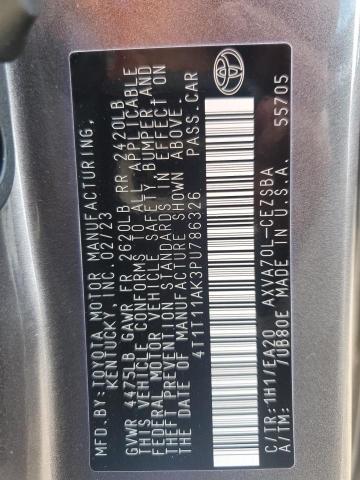 MFD.BY: TOYOTA MOTOR MANUFACTURING,
KENTUCKY, INC. 02/23
GVWR 4475LB GAWR FR 2620LB RR 2420LB
THIS VEHICLE CONFORMS TO ALL APPLICABLE
FEDERAL MOTOR VEHICLE SAFETY, BUMPER AND
THEFT PREVENTION STANDARDS IN EFFECT ON
THE DATE OF MANUFACTURE SHOWN ABOVE.
4T1T11AK3PU786326 PASS. CAR
C/TR: 1H1/EA20 AXVA70L-CEZSBA
A/TM: /UB80E MADE IN U.S.A. 55705